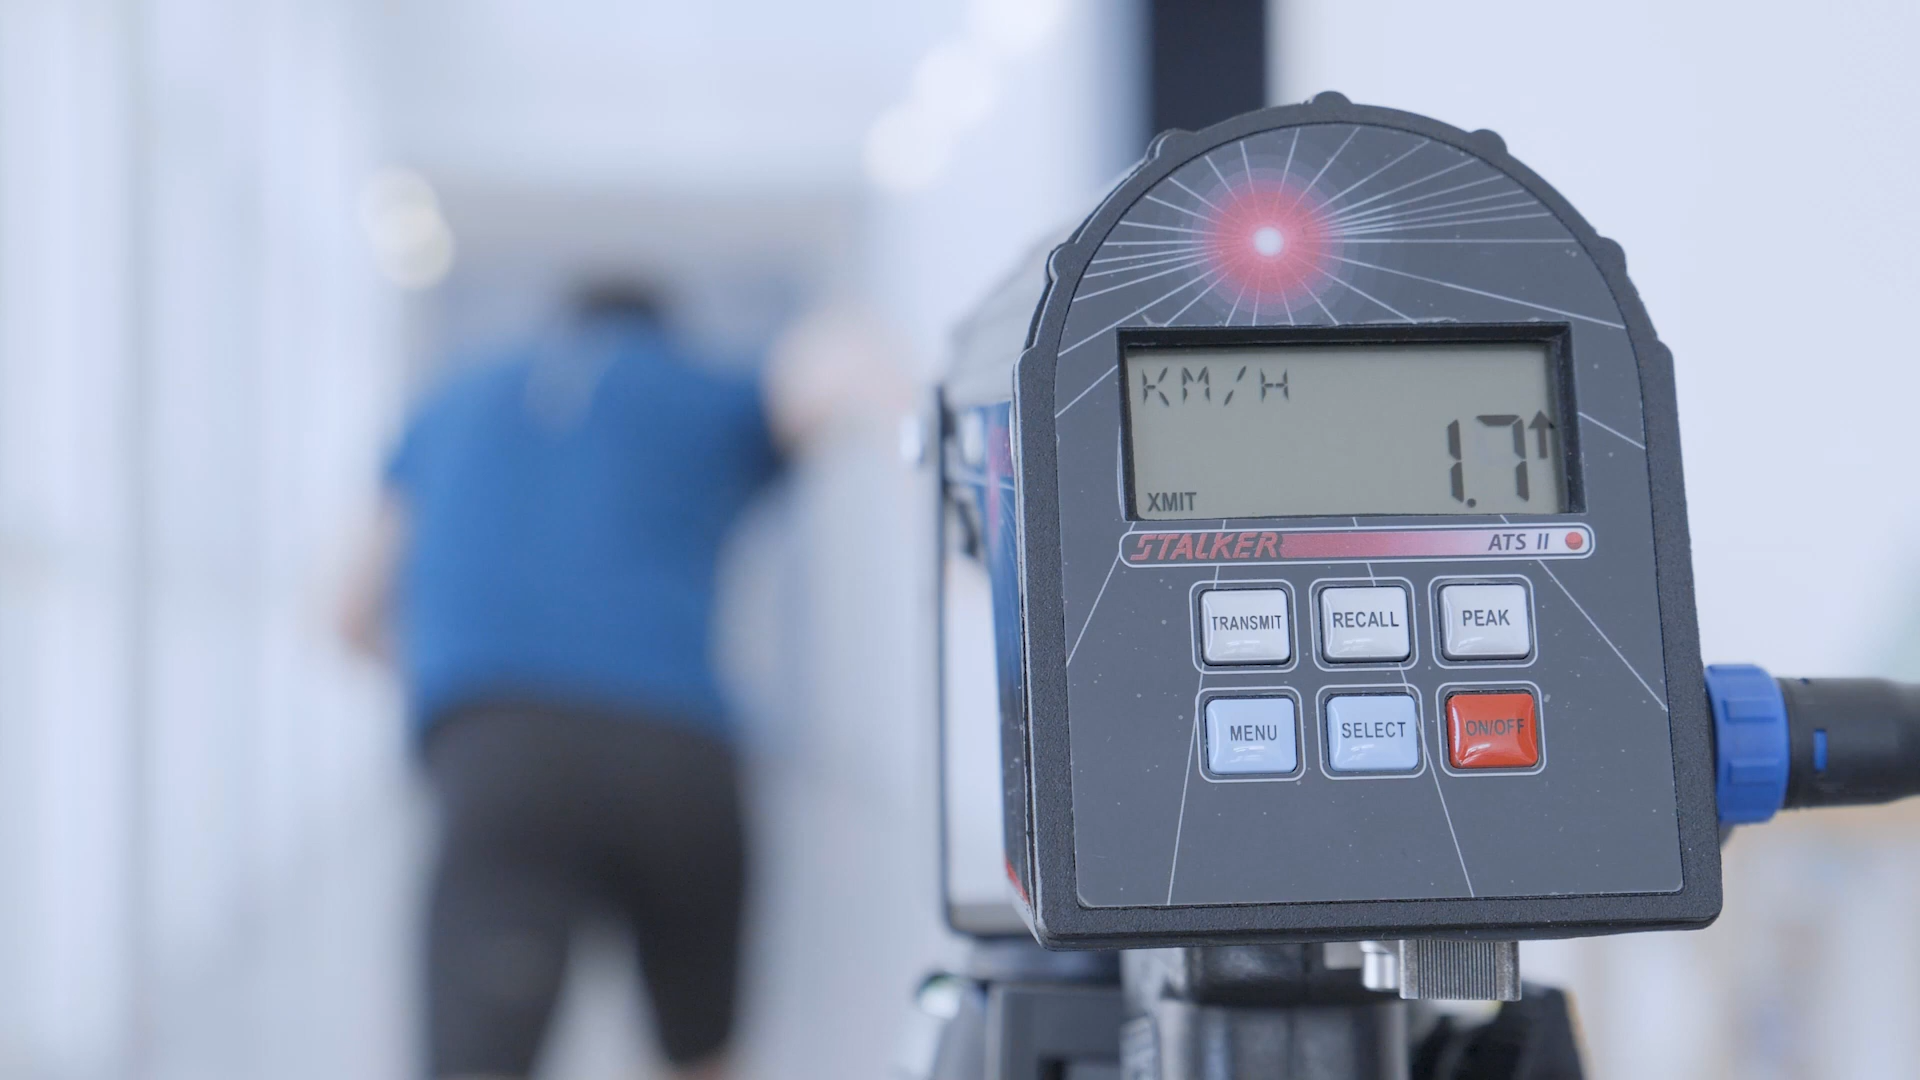 KM/H
1.7↑
XMIT
STALKER ATS II
TRANSMIT RECALL PEAK
MENU SELECT ON/OFF